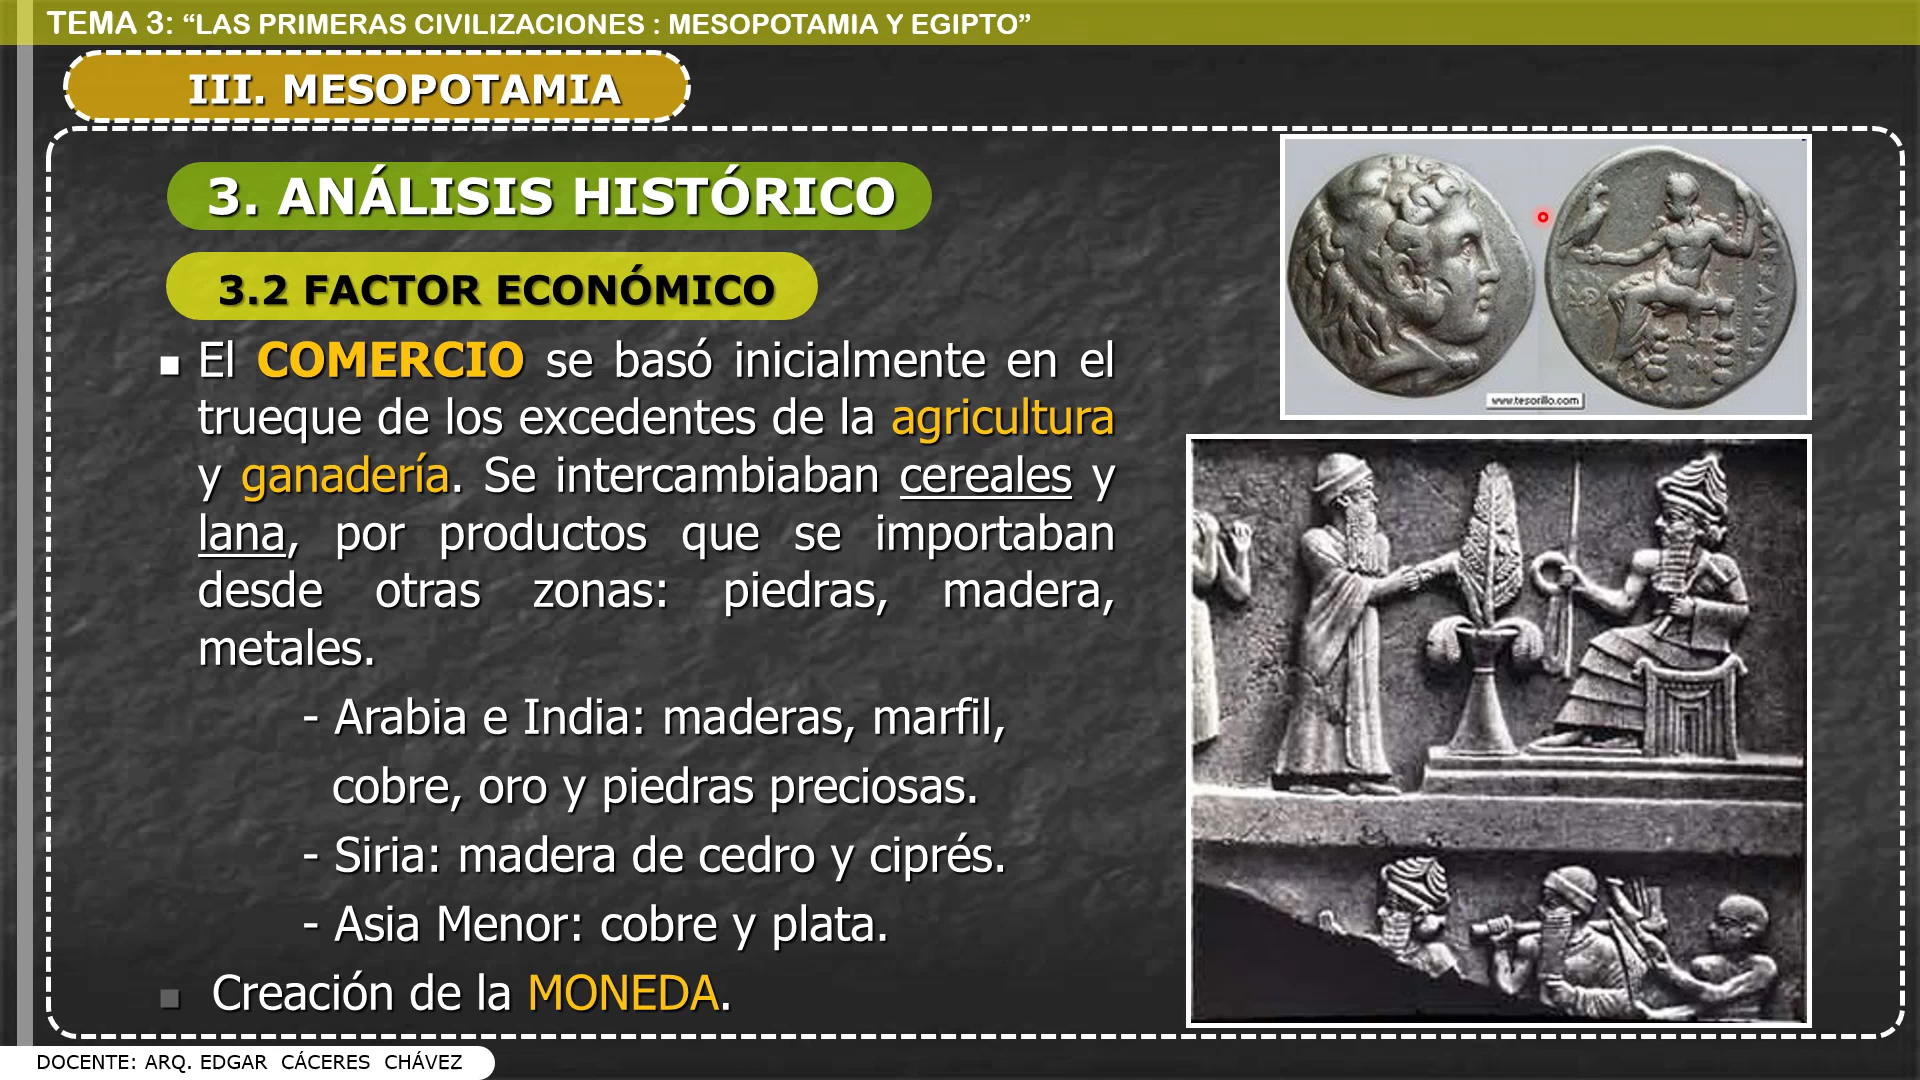 TEMA 3: “LAS PRIMERAS CIVILIZACIONES : MESOPOTAMIA Y EGIPTO”
III. MESOPOTAMIA
3. ANÁLISIS HISTÓRICO
3.2 FACTOR ECONÓMICO
El COMERCIO se basó inicialmente en el
trueque de los excedentes de la agricultura
y ganadería. Se intercambiaban cereales y
lana, por productos que se importaban
desde otras zonas: piedras, madera,
metales.
- Arabia e India: maderas, marfil,
cobre, oro y piedras preciosas.
- Siria: madera de cedro y ciprés.
- Asia Menor: cobre y plata.
Creación de la MONEDA.
www.tesorillo.com
DOCENTE: ARQ. EDGAR CÁCERES CHÁVEZ